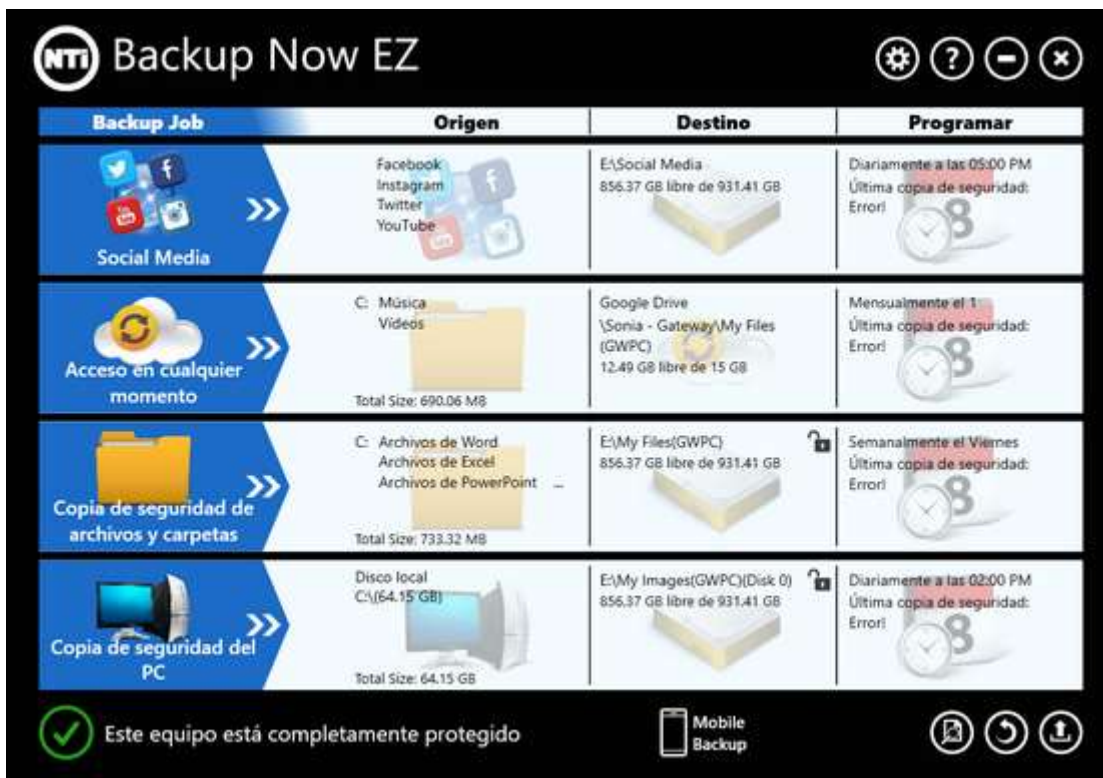 NTi Backup Now EZ
Backup Job Origen Destino Programar
Social Media
Facebook
Instagram
Twitter
YouTube
E:\Social Media
856.37 GB libre de 931.41 GB
Diariamente a las 05:00 PM
Última copia de seguridad:
Error!
Acceso en cualquier
momento
C: Música
Vídeos
Total Size: 690.06 MB
Google Drive
\Sonia - Gateway\My Files
(GWPC)
12.49 GB libre de 15 GB
Mensualmente el 1
Última copia de seguridad:
Error!
Copia de seguridad de
archivos y carpetas
C: Archivos de Word
Archivos de Excel
Archivos de PowerPoint ...
Total Size: 733.32 MB
E:\My Files(GWPC)
856.37 GB libre de 931.41 GB
Semanalmente el Viernes
Última copia de seguridad:
Error!
Copia de seguridad del
PC
Disco local
C:\(64.15 GB)
Total Size: 64.15 GB
E:\My Images(GWPC)(Disk 0)
856.37 GB libre de 931.41 GB
Diariamente a las 02:00 PM
Última copia de seguridad:
Error!
Este equipo está completamente protegido
Mobile
Backup